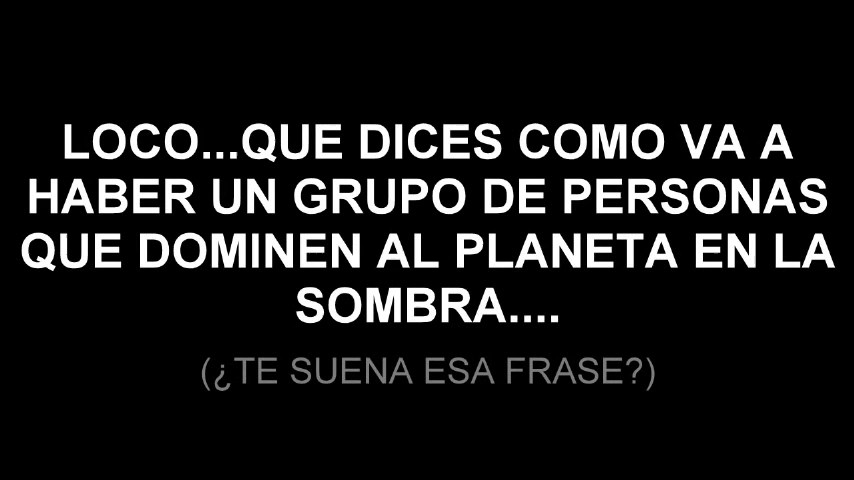 LOCO...QUE DICES COMO VA A
HABER UN GRUPO DE PERSONAS
QUE DOMINEN AL PLANETA EN LA
SOMBRA....
(¿TE SUENA ESA FRASE?)